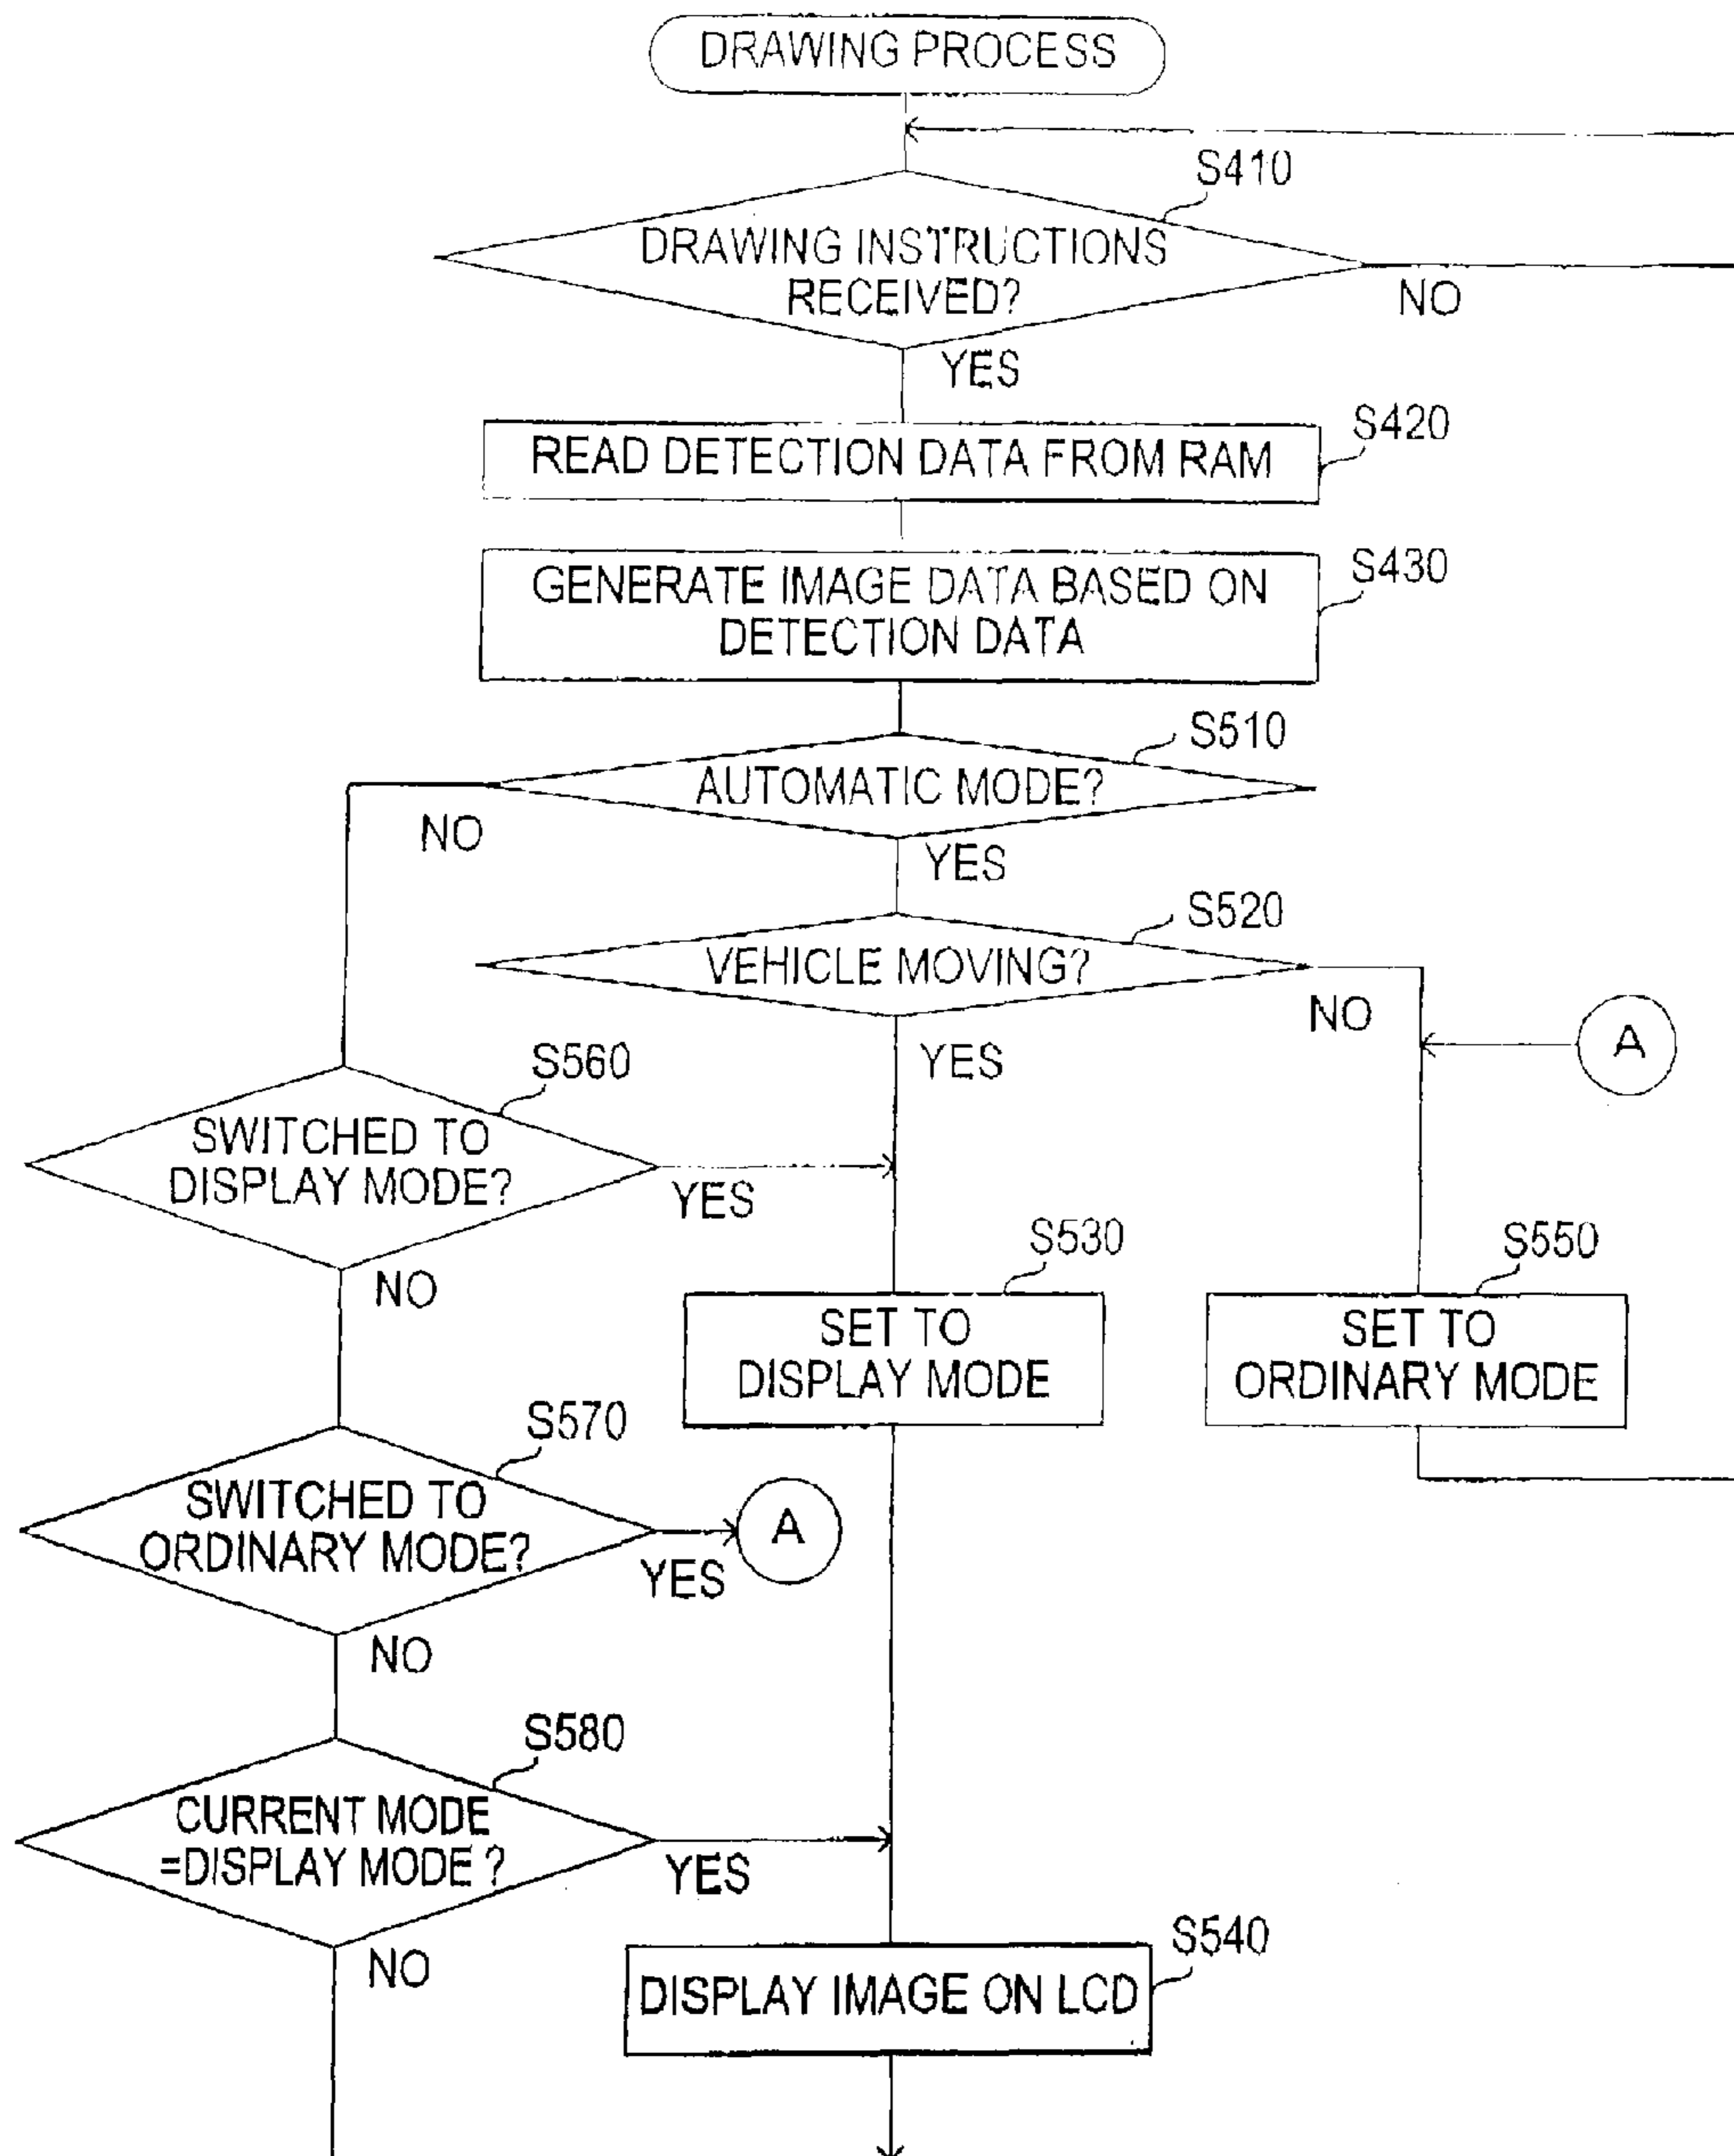 DRAWING PROCESS
S410
DRAWING INSTRUCTIONS
RECEIVED?
NO
YES
S420
READ DETECTION DATA FROM RAM
S430
GENERATE IMAGE DATA BASED ON
DETECTION DATA
S510
AUTOMATIC MODE?
NO
YES
S520
VEHICLE MOVING?
NO
A
YES
S560
SWITCHED TO
DISPLAY MODE?
YES
NO
S530
SET TO
DISPLAY MODE
S550
SET TO
ORDINARY MODE
S570
SWITCHED TO
ORDINARY MODE?
A
YES
NO
S580
CURRENT MODE
=DISPLAY MODE ?
YES
NO
S540
DISPLAY IMAGE ON LCD